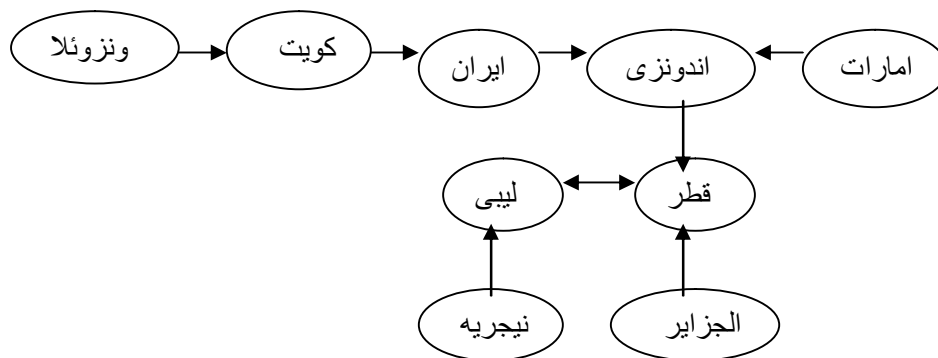 ونزوئلا
کویت
ایران
اندونزی
امارات
لیبی
قطر
نیجریه
الجزایر